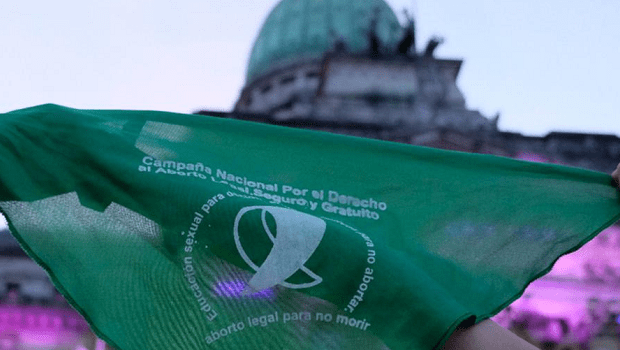 Campaña Nacional Por el Derecho
al Aborto Legal Seguro y Gratuito
Educación sexual para no abortar.
aborto legal para no morir